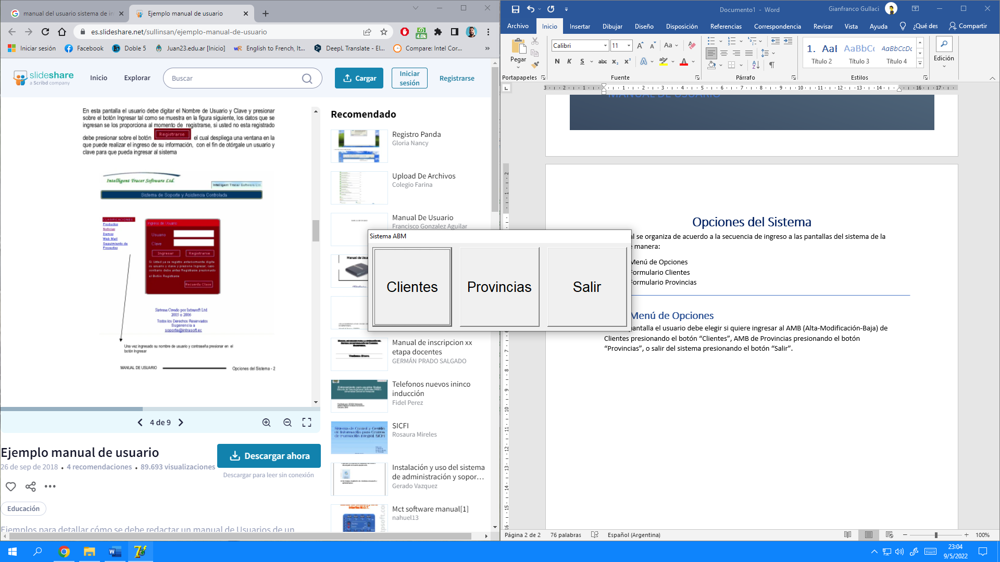 manual del usuario sistema de in
Ejemplo manual de usuario
es.slideshare.net/sullinsan/ejemplo-manual-de-usuario
4.0k
Iniciar sesión
Facebook
Doble 5
Juan23.edu.ar [Inicio]
English to French, It...
DeepL Translate - El...
Compare: Intel Cor...
»
slideshare
a Scribd company
Inicio
Explorar
Buscar
Cargar
Iniciar
sesión
Registrarse
En esta pantalla el usuario debe digitar el Nombre de Usuario y Clave y presionar
sobre el botón Ingresar tal como se muestra en la figura siguiente, los datos que se
ingresan se los proporciona al momento de registrarse, si usted no esta registrado
debe presionar sobre el botón Registrarse el cual despliega una ventana en la
que puede realizar el ingreso de su información, con el fin de otórgale un usuario y
clave para que pueda ingresar al sistema
Intelligent Tracer Software Ltd.
Intelligent Tracer Software Ltd.
Sistema de Soporte y Asistencia Controlada
CLASIFICACIONES
Productos
Noticias
Demos
Web Mail
Seguimiento de
Proyectos
Ingreso de Usuario
Usuario
Clave
Ingresar
Registrarse
Si Usted ya se registro anteriormente digite
su usuario y clave y presione Ingresar, caso
contrario debe antes Registrarse presionado
el Botón Registrarse
Recuerda Clave
Sistema Creado por Intrasoft Ltd
2005 o 2006
Todos los Derechos Reservados
Sugerencia a
soporte@intrasoft.ec
Una vez ingresado su nombre de usuario y contraseña presionar en el
botón Ingresar
MANUAL DE USUARIO
Opciones del Sistema - 2
4 de 9
Ejemplo manual de usuario
26 de sep de 2018 • 4 recomendaciones • 89.693 visualizaciones
Descargar ahora
Descargar para leer sin conexión
Educación
Ejemplos para detallar cómo se debe redactar un manual de Usuarios de un
Recomendado
Registro Panda
Gloria Nancy
Upload De Archivos
Colegio Farina
Manual De Usuario
Francisco Gonzalez Aguilar
Manual de inscripcion xx
etapa docentes
GERMÁN PRADO SALGADO
Telefonos nuevos ininco
inducción
Fidel Perez
SICFI
Rosaura Mireles
Instalación y uso del sistema
de administración y sopor...
Gerado Vazquez
Mct software manual[1]
nahuel13
Sistema ABM
Clientes
Provincias
Salir
Documento1 - Word
Gianfranco Gullaci
Archivo
Inicio
Insertar
Dibujar
Diseño
Disposición
Referencias
Correspondencia
Revisar
Vista
Ayuda
¿Qué des
Compartir
Pegar
Portapapeles
Calibri
11
N K S abc x₂ x²
Fuente
Párrafo
1. Aal
AaBbCc
AaBbCcDc
Título 2
Título 3
Título 4
Estilos
Edición
MANUAL DE USUARIO
Opciones del Sistema
al se organiza de acuerdo a la secuencia de ingreso a las pantallas del sistema de la
manera:
Menú de Opciones
Formulario Clientes
Formulario Provincias
Menú de Opciones
pantalla el usuario debe elegir si quiere ingresar al AMB (Alta-Modificación-Baja) de
Clientes presionando el botón “Clientes”, AMB de Provincias presionando el botón
“Provincias”, o salir del sistema presionando el botón “Salir”.
Página 2 de 2
76 palabras
Español (Argentina)
100%
23:04
9/5/2022